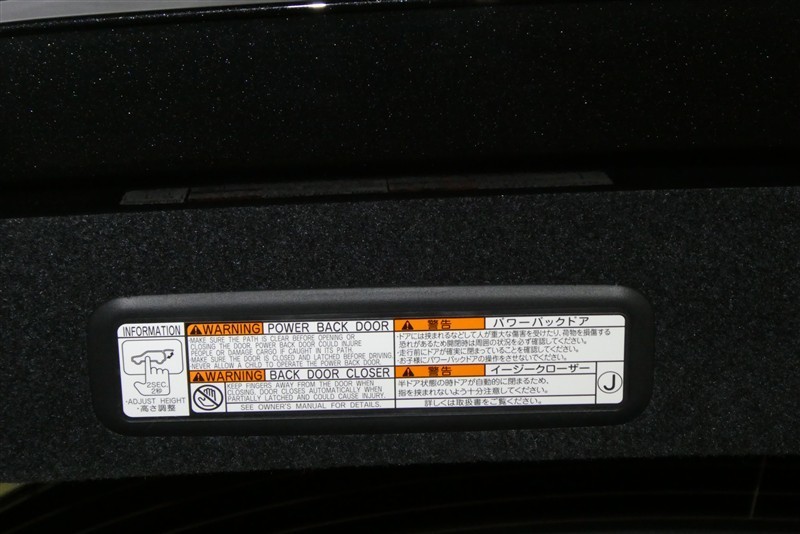 INFORMATION
2SEC.
2秒
·ADJUST HEIGHT
·高さ調整
WARNING POWER BACK DOOR
MAKE SURE THE PATH IS CLEAR BEFORE OPENING OR
CLOSING THE DOOR. POWER BACK DOOR COULD INJURE
PEOPLE OR DAMAGE CARGO IF CAUGHT IN ITS PATH.
MAKE SURE THE DOOR IS CLOSED AND LATCHED BEFORE DRIVING.
NEVER ALLOW A CHILD TO OPERATE THE POWER BACK DOOR.
WARNING BACK DOOR CLOSER
KEEP FINGERS AWAY FROM THE DOOR WHEN
CLOSING. DOOR CLOSES AUTOMATICALLY WHEN
PARTIALLY LATCHED AND COULD CAUSE INJURY.
SEE OWNER'S MANUAL FOR DETAILS.
警告 パワーバックドア
·ドアには挟まれるなどして人が重大な傷害を受けたり、荷物を損傷する
恐れがあるため開閉時は周囲の状況を必ず確認してください。
·走行前にドアが確実に閉まっていることを確認してください。
·お子様にパワーバックドアの操作をさせないでください。
警告 イージークローザー
半ドア状態の時ドアが自動的に閉まるため、
指を挟まれないよう十分注意してください。
詳しくは取扱書をご覧ください。
J